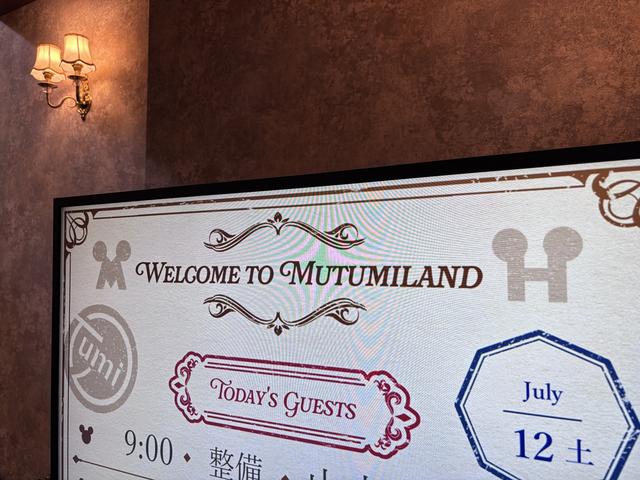 WELCOME TO MUTUMILAND
umi
TODAY'S GUESTS
July
12 土
9:00 ◆ 整備